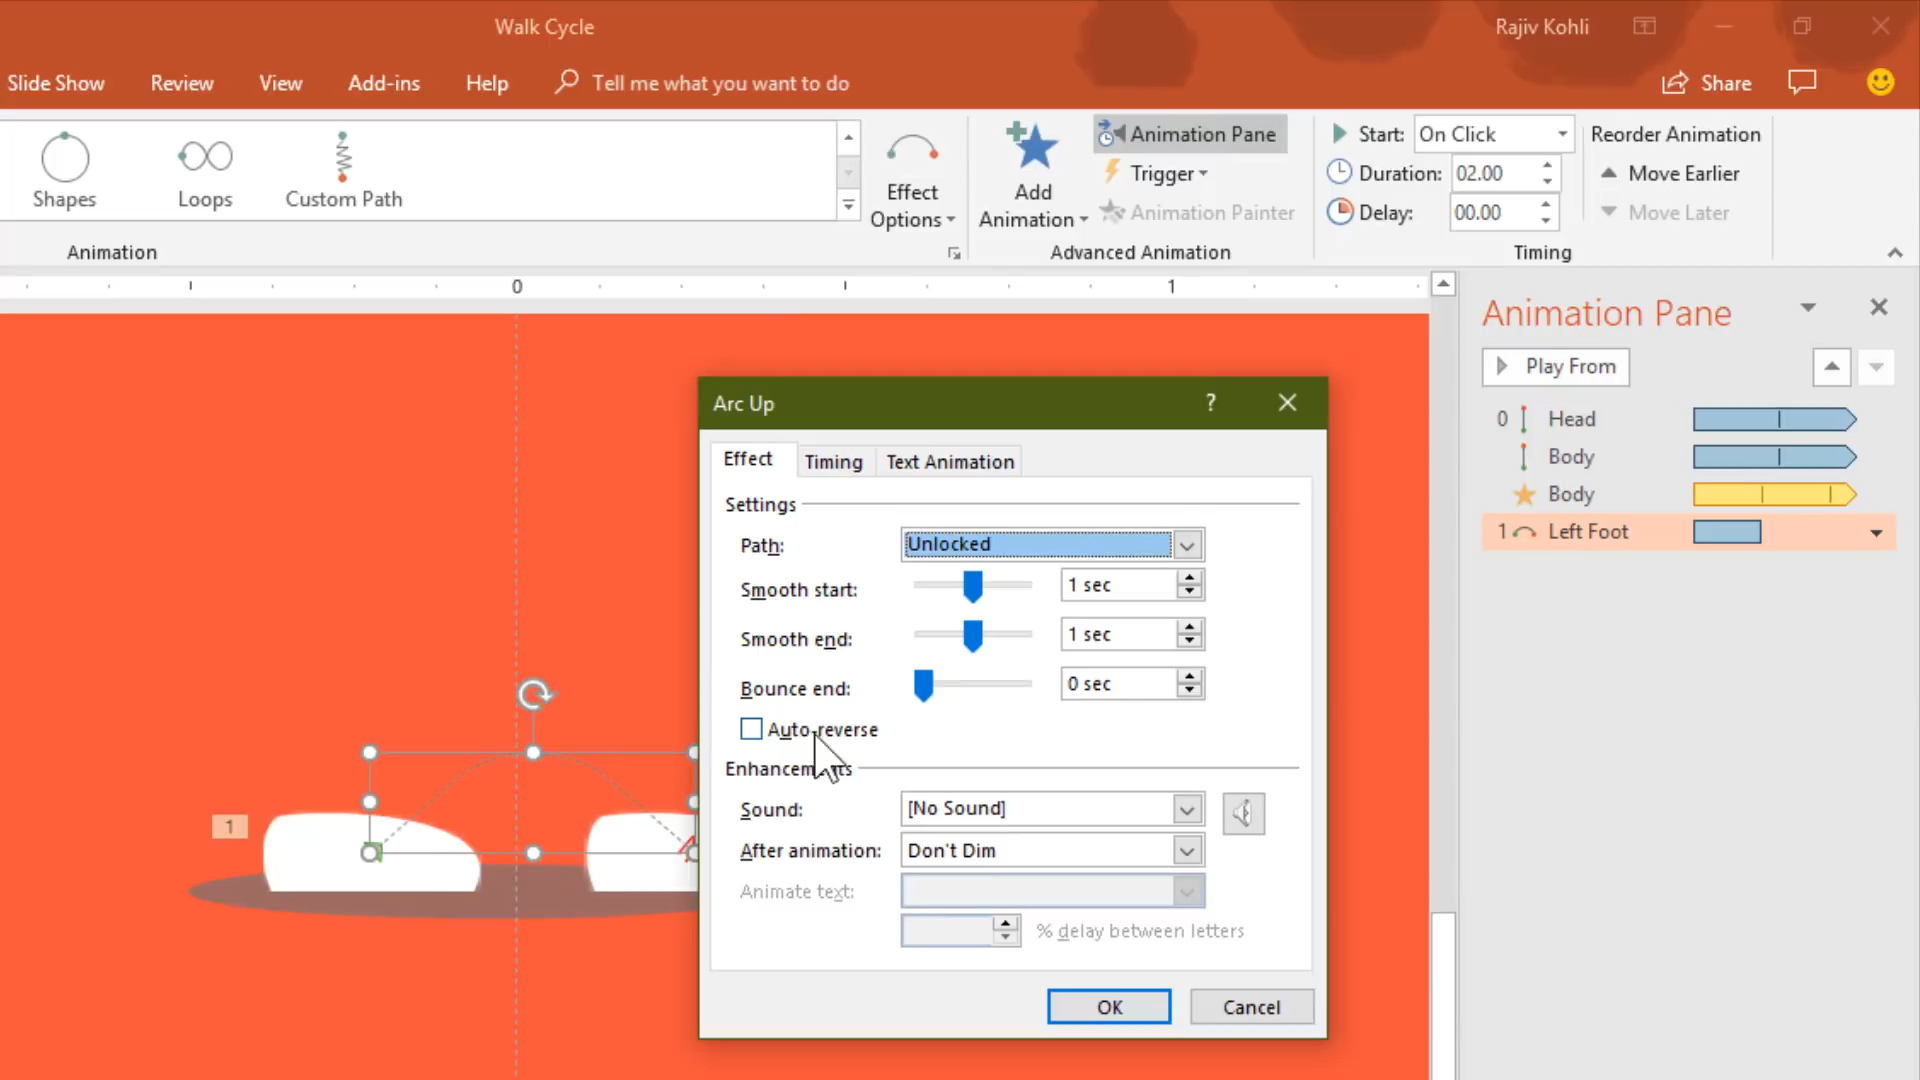 Walk Cycle
Rajiv Kohli
Slide Show Review View Add-ins Help Tell me what you want to do Share
Shapes Loops Custom Path
Animation
Effect
Options
Add
Animation
Animation Pane
Trigger
Animation Painter
Advanced Animation
Start: On Click
Duration: 02.00
Delay: 00.00
Timing
Reorder Animation
Move Earlier
Move Later
0 1
Arc Up ?
Effect Timing Text Animation
Settings
Path: Unlocked
Smooth start: 1 sec
Smooth end: 1 sec
Bounce end: 0 sec
Auto-reverse
Enhancements
Sound: [No Sound]
After animation: Don't Dim
Animate text:
% delay between letters
OK Cancel
1
Animation Pane
Play From
0 Head
Body
Body
1 Left Foot